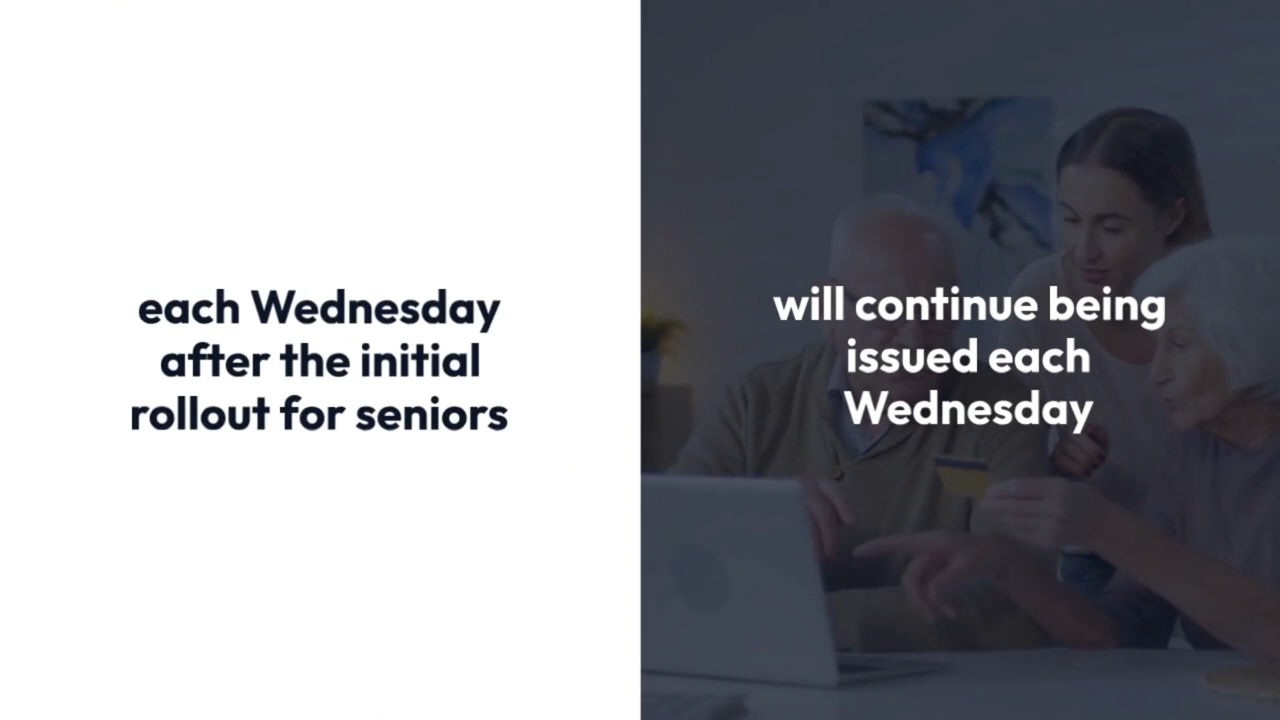 each Wednesday
after the initial
rollout for seniors
will continue being
issued each
Wednesday